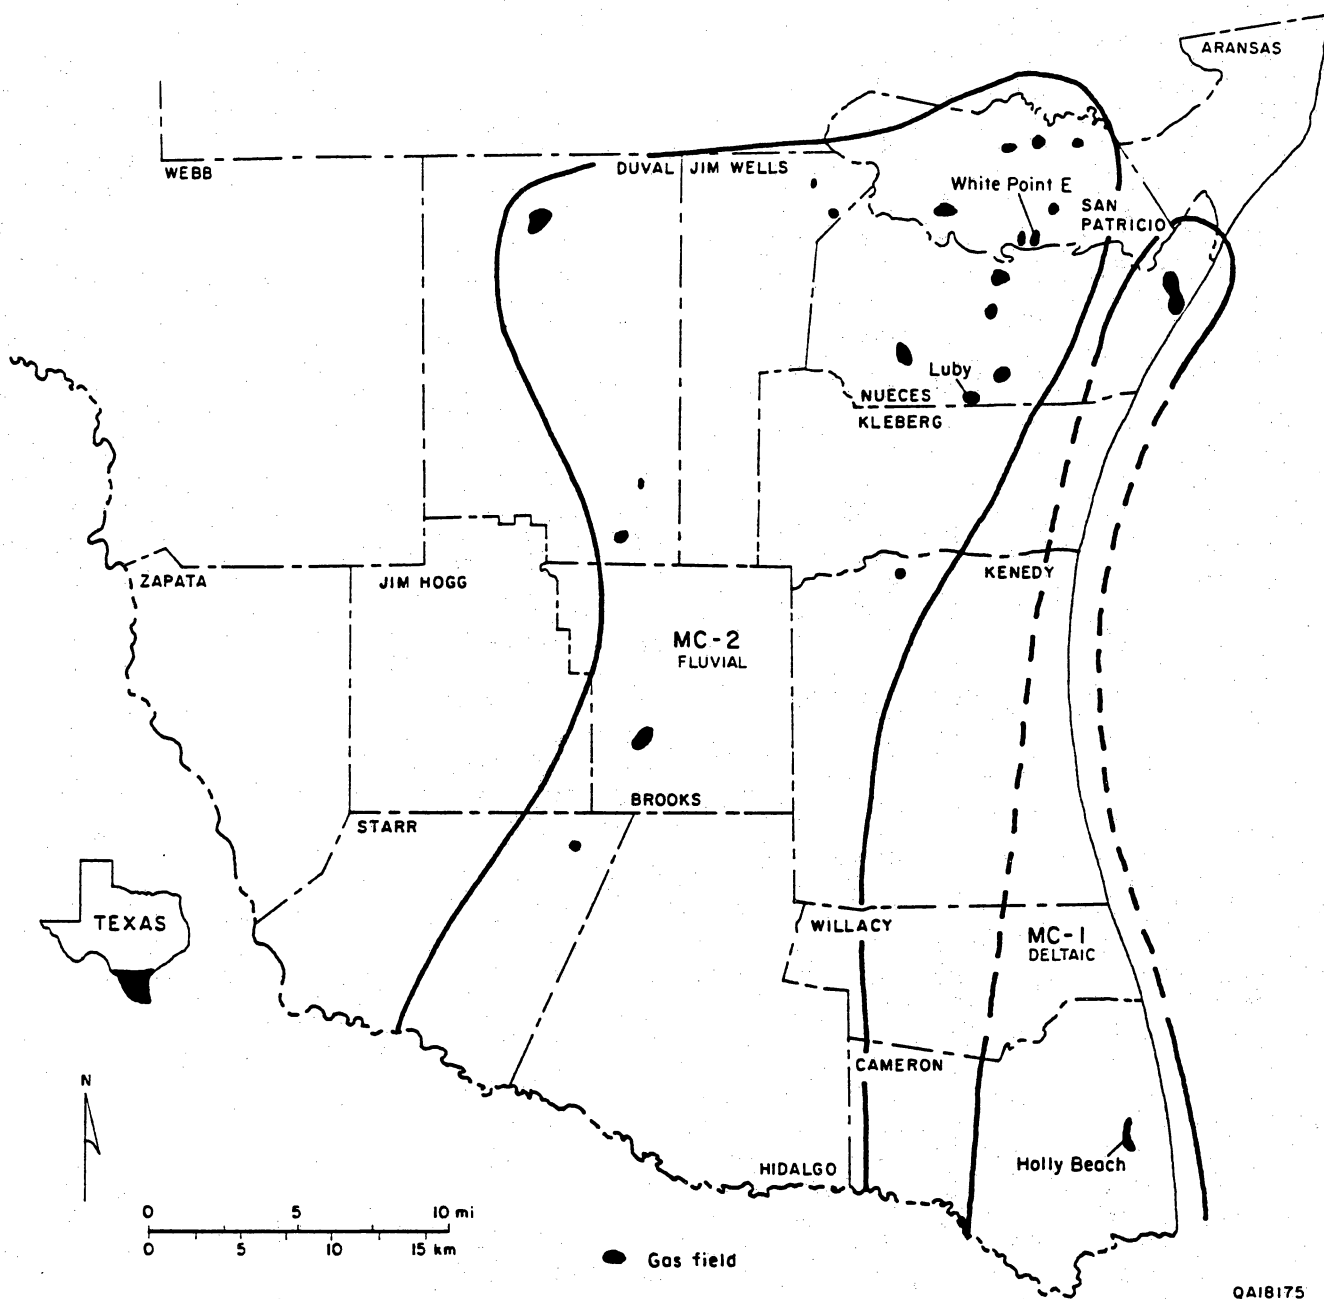 ARANSAS
WEBB
DUVAL
JIM WELLS
White Point E
SAN
PATRICIO
Luby
NUECES
KLEBERG
ZAPATA
JIM HOGG
KENEDY
MC-2
FLUVIAL
BROOKS
STARR
TEXAS
WILLACY
MC-1
DELTAIC
CAMERON
N
Holly Beach
HIDALGO
0 5 10 mi
0 5 10 15 km
Gas field
QA18175